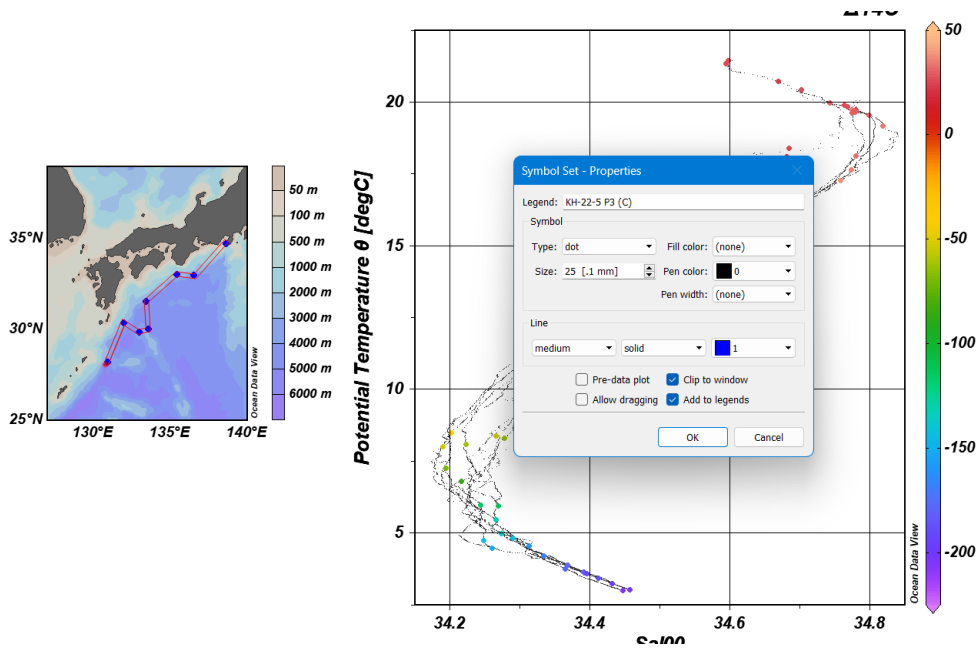 Δ14C
35°N
30°N
25°N
130°E
135°E
140°E
50 m
100 m
500 m
1000 m
2000 m
3000 m
4000 m
5000 m
6000 m
Ocean Data View
Potential Temperature θ [degC]
20
15
10
5
34.2
34.4
34.6
34.8
Sal00
Symbol Set - Properties
Legend: KH-22-5 P3 (C)
Symbol
Type: dot Fill color: (none)
Size: 25 [.1 mm] Pen color: 0
Pen width: (none)
Line
medium solid 1
Pre-data plot Clip to window
Allow dragging Add to legends
OK Cancel
Ocean Data View
50
0
-50
-100
-150
-200